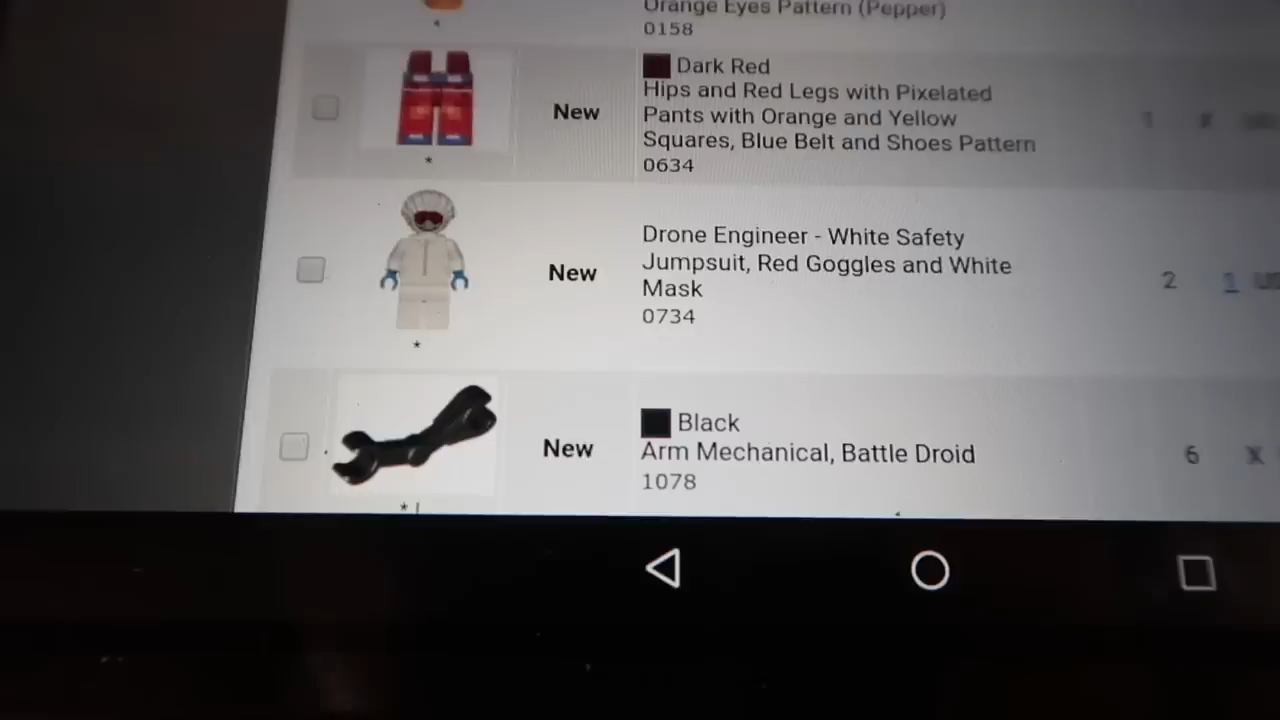 Orange Eyes Pattern (Pepper)
0158
New
Dark Red
Hips and Red Legs with Pixelated
Pants with Orange and Yellow
Squares, Blue Belt and Shoes Pattern
0634
1
X
*
New
Drone Engineer - White Safety
Jumpsuit, Red Goggles and White
Mask
0734
2
1
*
New
Black
Arm Mechanical, Battle Droid
1078
6
X
*